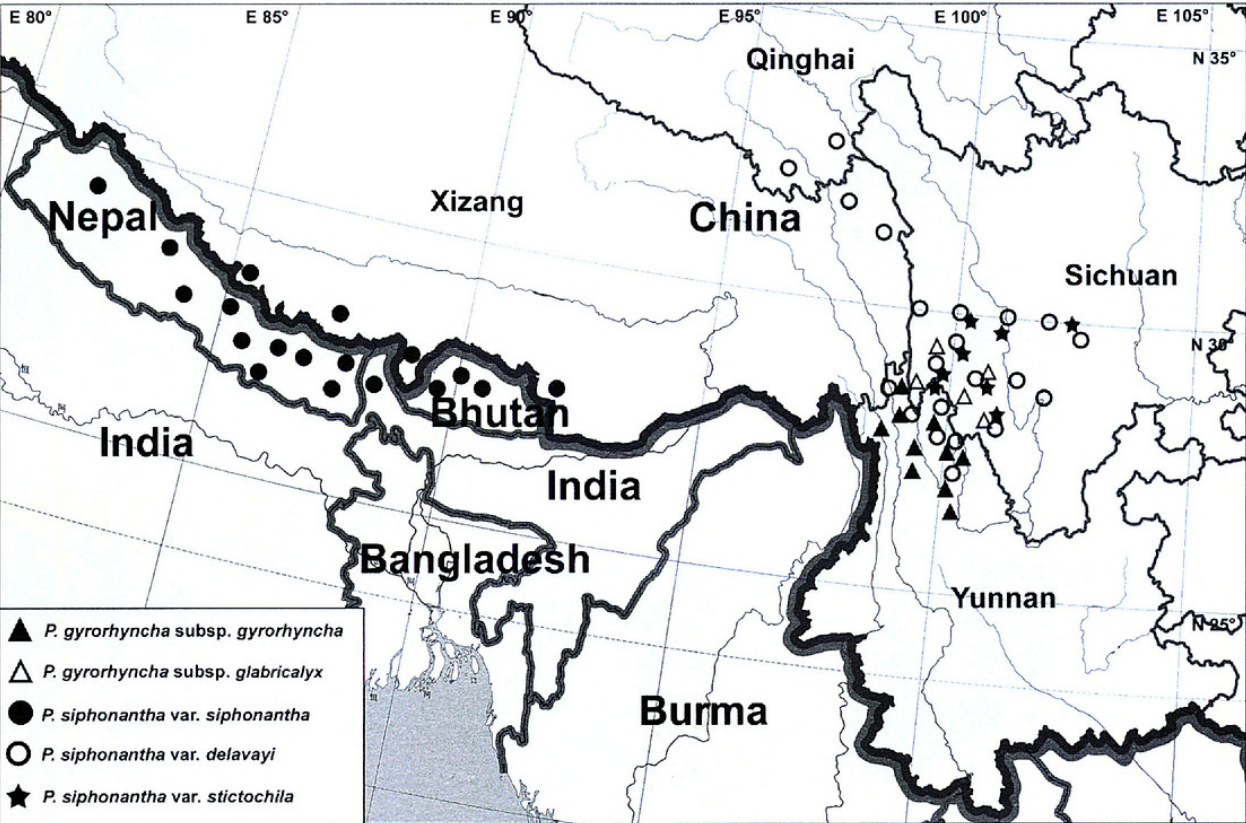 E 80° E 85° E 90° E 95° E 100° E 105°
Qinghai
N 35°
Xizang
Nepal
China
Sichuan
N 30°
Bhutan
India
India
Bangladesh
Yunnan
N 25°
Burma
P. gyrorhyncha subsp. gyrorhyncha
P. gyrorhyncha subsp. glabricalyx
P. siphonantha var. siphonantha
P. siphonantha var. delavayi
P. siphonantha var. stictochila